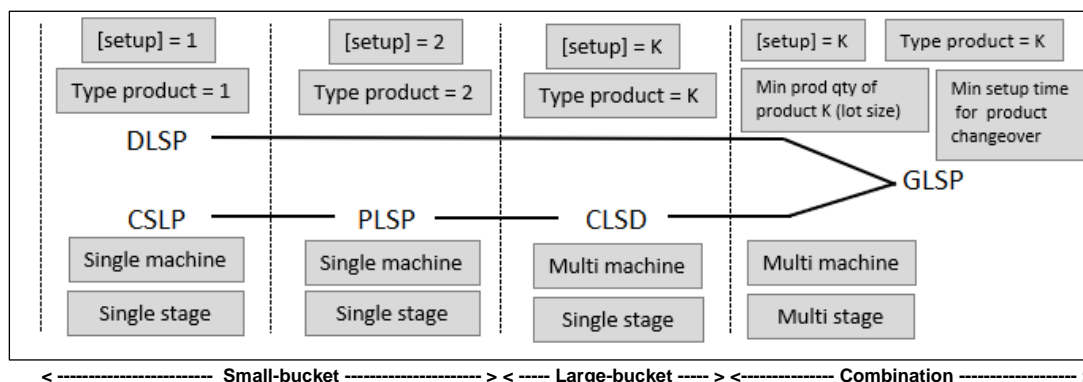 [setup] = 1
[setup] = 2
[setup] = K
[setup] = K
Type product = K
Type product = 1
Type product = 2
Type product = K
Min prod qty of
product K (lot size)
Min setup time
for product
changeover
DLSP
GLSP
CSLP
PLSP
CLSD
Single machine
Single machine
Multi machine
Multi machine
Single stage
Single stage
Single stage
Multi stage
< ------------------------- Small-bucket ---------------------- > < ----- Large-bucket ----- > <---------------- Combination -------------------